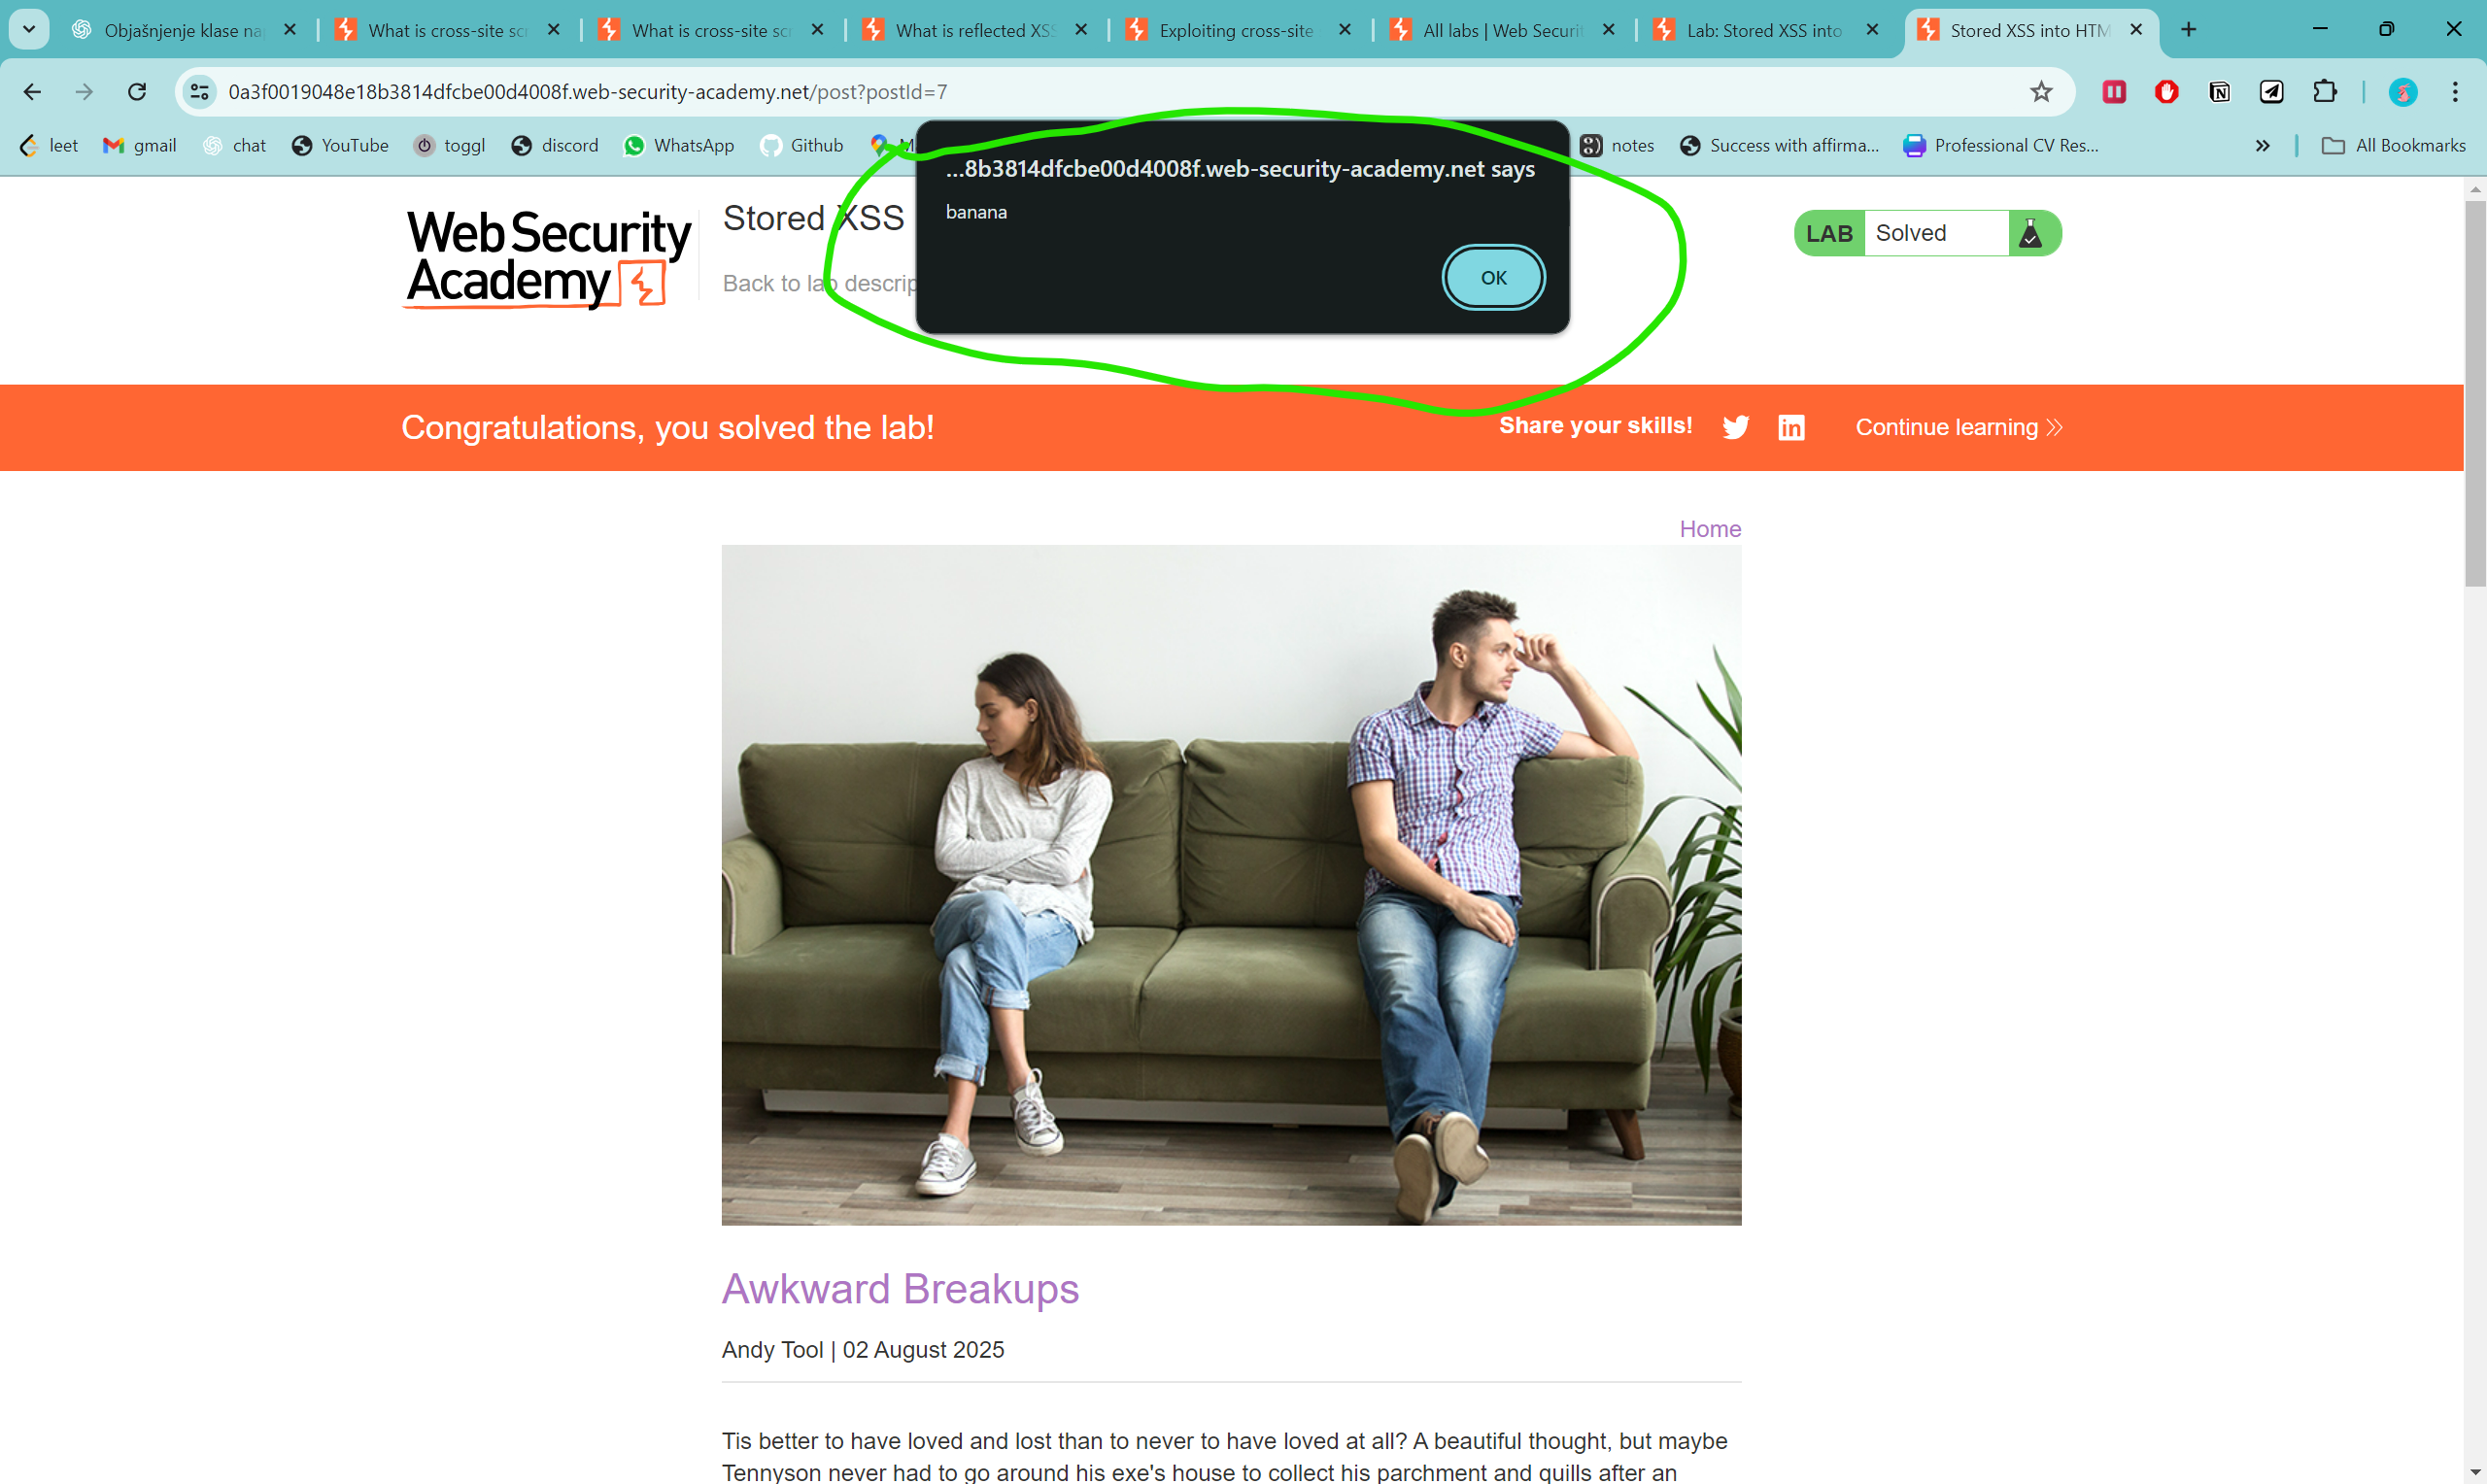 Objašnjenje klase na
What is cross-site scr
What is cross-site scr
What is reflected XSS
Exploiting cross-site
All labs | Web Securit
Lab: Stored XSS into
Stored XSS into HTM
0a3f0019048e18b3814dfcbe00d4008f.web-security-academy.net/post?postId=7
leet
gmail
chat
YouTube
toggl
discord
WhatsApp
Github
M
notes
Success with affirma...
Professional CV Res...
All Bookmarks
...8b3814dfcbe00d4008f.web-security-academy.net says
banana
OK
Web Security
Academy
Stored XSS
Back to lab descrip
LAB Solved
Congratulations, you solved the lab!
Share your skills!
Continue learning
Home
Awkward Breakups
Andy Tool | 02 August 2025
Tis better to have loved and lost than to never to have loved at all? A beautiful thought, but maybe
Tennyson never had to go around his exe's house to collect his parchment and quills after an